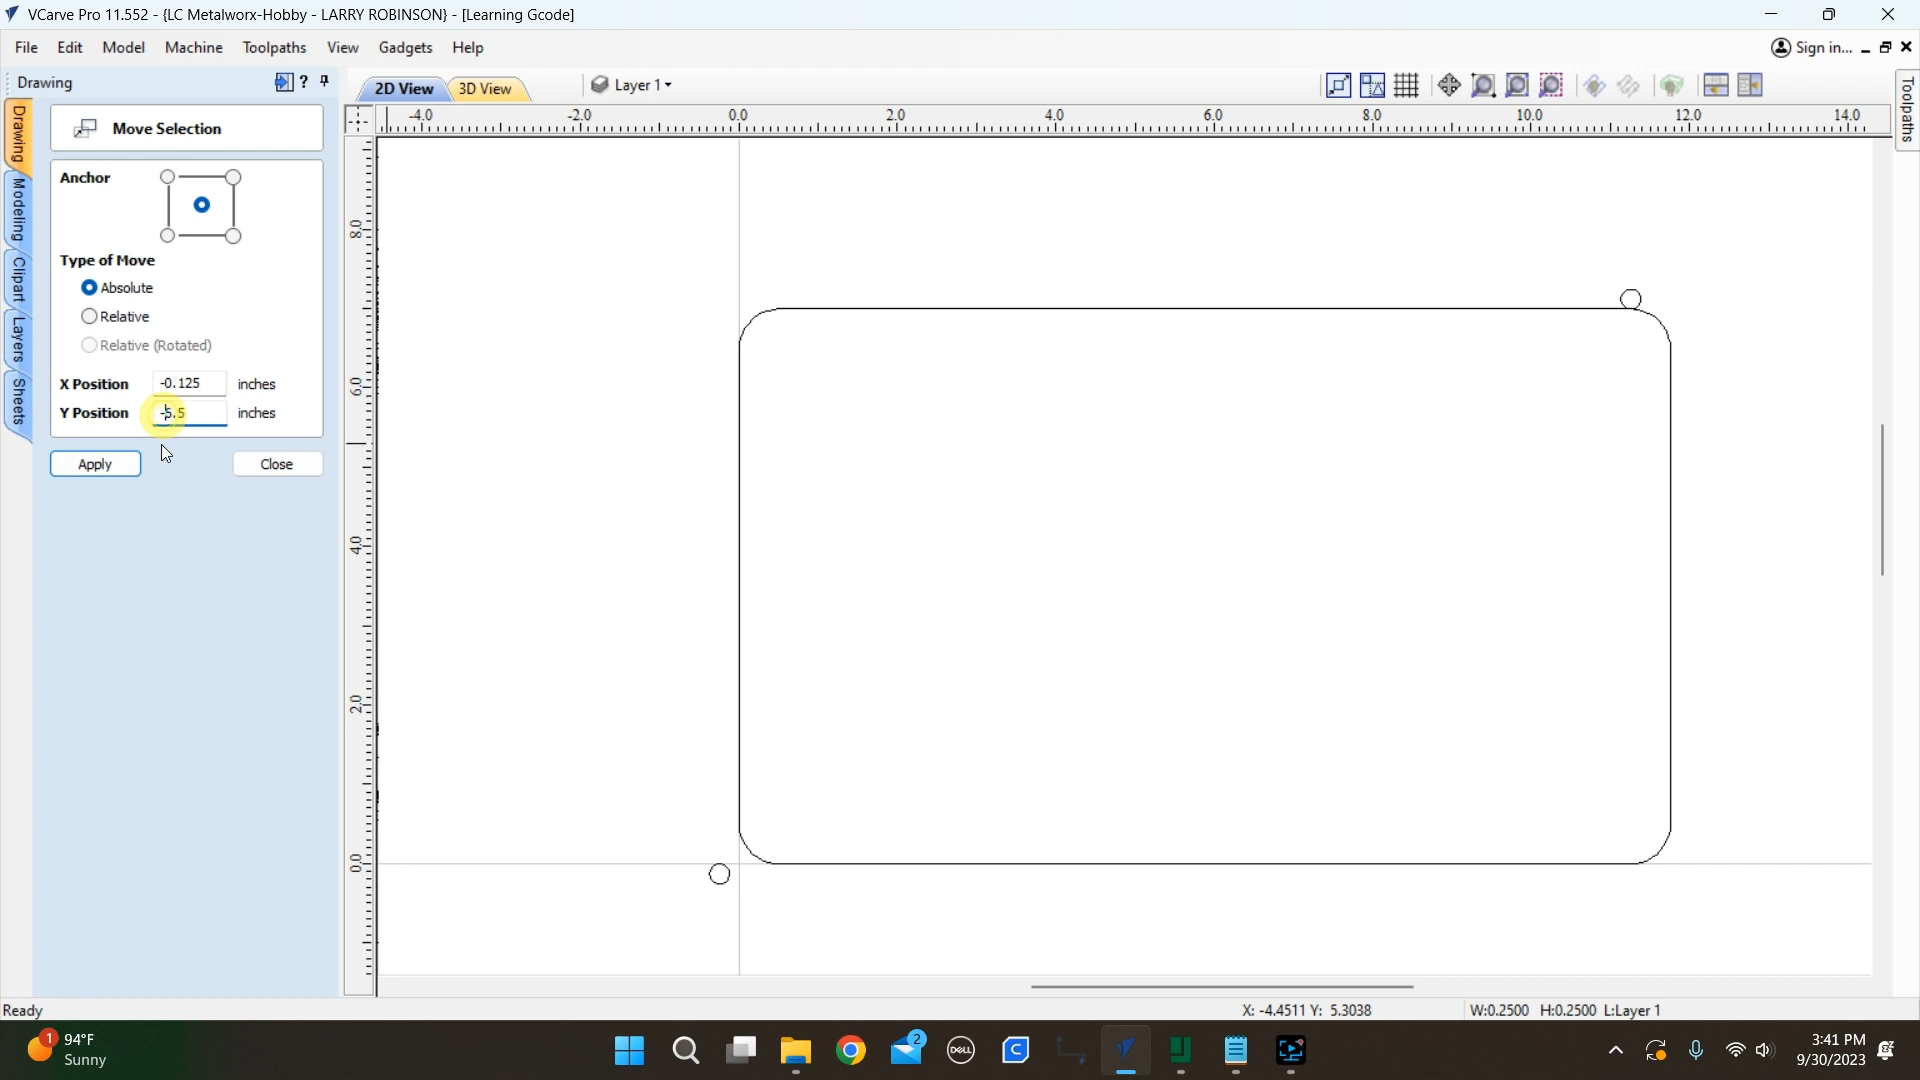 VCarve Pro 11.552 - {LC Metalworx-Hobby - LARRY ROBINSON} - [Learning Gcode]
File Edit Model Machine Toolpaths View Gadgets Help
Sign in...
Drawing
2D View 3D View Layer 1
Toolpaths
Drawing
Modeling
Clipart
Layers
Sheets
Move Selection
Anchor
Type of Move
Absolute
Relative
Relative (Rotated)
X Position -0.125 inches
Y Position -5.5 inches
Apply Close
-4.0 -2.0 0.0 2.0 4.0 6.0 8.0 10.0 12.0 14.0
8.0
6.0
4.0
2.0
0.0
Ready X: -4.4511 Y: 5.3038 W:0.2500 H:0.2500 L:Layer 1
1 94°F
Sunny
2
DELL
3:41 PM
9/30/2023